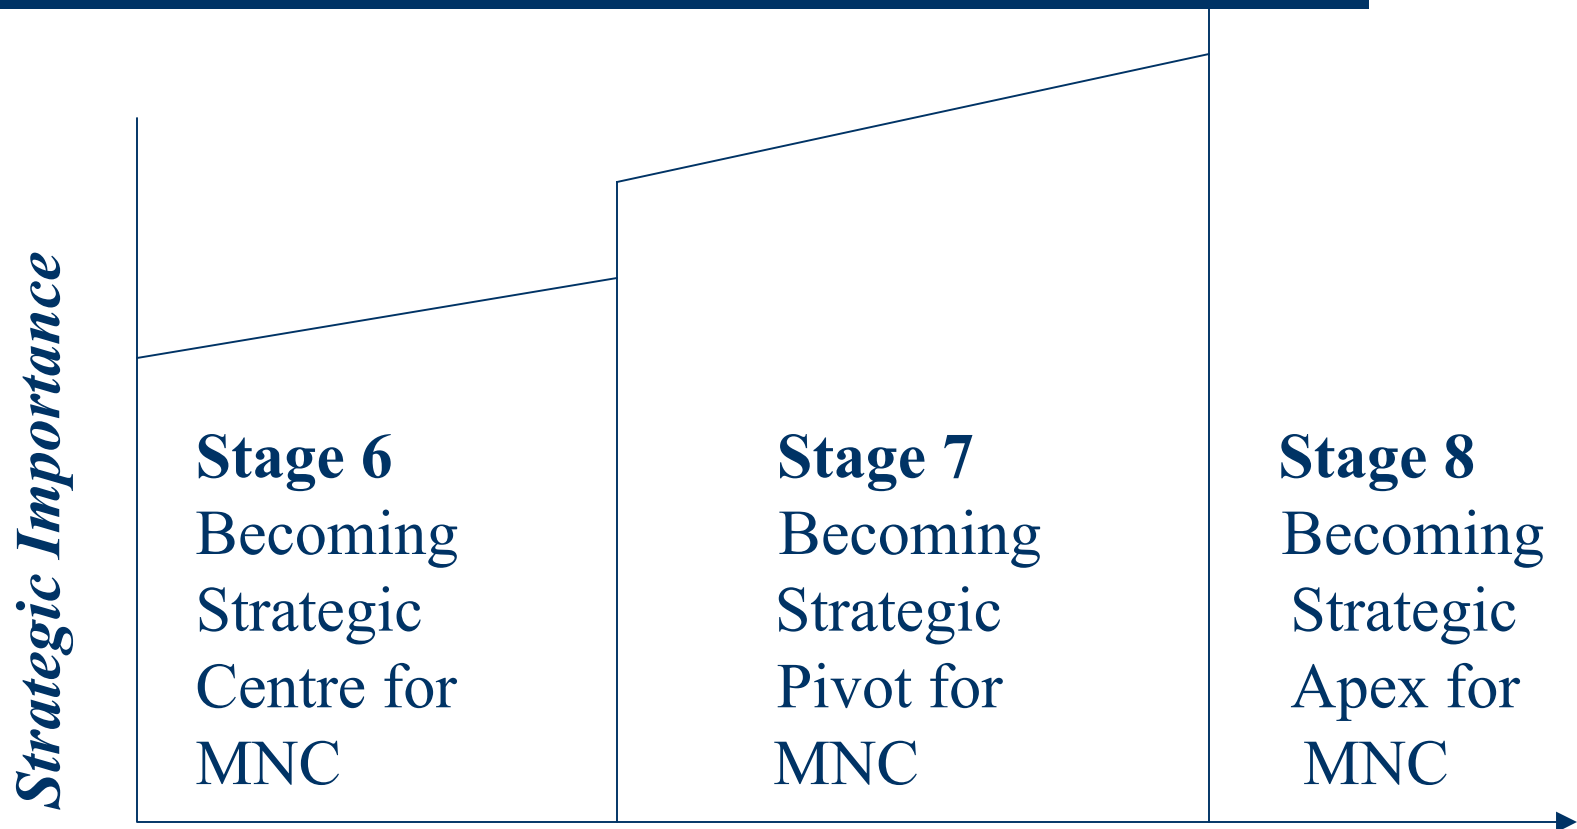 Strategic Importance
Stage 6
Becoming
Strategic
Centre for
MNC
Stage 7
Becoming
Strategic
Pivot for
MNC
Stage 8
Becoming
Strategic
Apex for
MNC